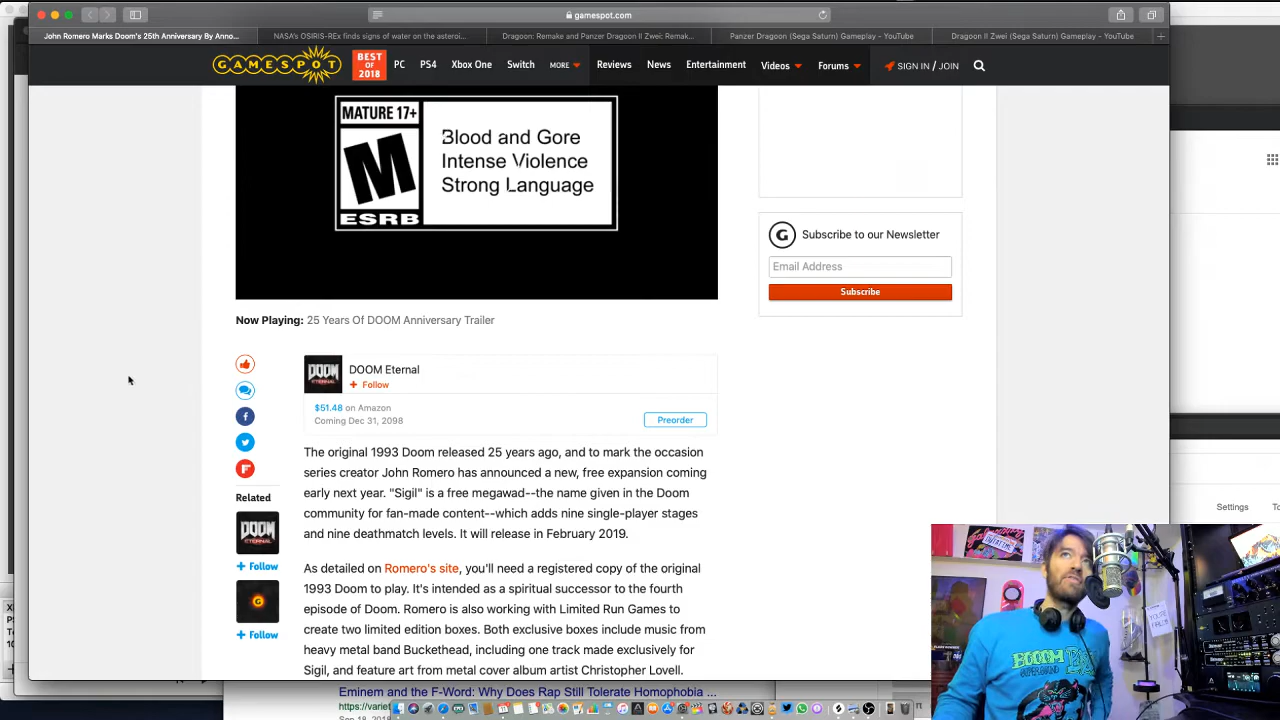 gamespot.com
John Romero Marks Doom's 25th Anniversary By Anno...
NASA's OSIRIS-REx finds signs of water on the asteroi...
Dragoon: Remake and Panzer Dragoon II Zwei: Remak...
Panzer Dragoon (Sega Saturn) Gameplay - YouTube
Dragoon II Zwei (Sega Saturn) Gameplay - YouTube
GAMESPOT
BEST
OF
2018
PC PS4 Xbox One Switch MORE Reviews News Entertainment Videos Forums SIGN IN / JOIN
MATURE 17+
M
ESRB
Blood and Gore
Intense Violence
Strong Language
G Subscribe to our Newsletter
Email Address
Subscribe
Now Playing: 25 Years Of DOOM Anniversary Trailer
DOOM
ETERNAL
DOOM Eternal
+ Follow
$51.48 on Amazon
Coming Dec 31, 2098
Preorder
The original 1993 Doom released 25 years ago, and to mark the occasion
series creator John Romero has announced a new, free expansion coming
early next year. "Sigil" is a free megawad--the name given in the Doom
community for fan-made content--which adds nine single-player stages
and nine deathmatch levels. It will release in February 2019.
As detailed on Romero's site, you'll need a registered copy of the original
1993 Doom to play. It's intended as a spiritual successor to the fourth
episode of Doom. Romero is also working with Limited Run Games to
create two limited edition boxes. Both exclusive boxes include music from
heavy metal band Buckethead, including one track made exclusively for
Sigil, and feature art from metal cover album artist Christopher Lovell.
Related
DOOM
ETERNAL
+ Follow
G
+ Follow
Settings
Eminem and the F-Word: Why Does Rap Still Tolerate Homophobia ...